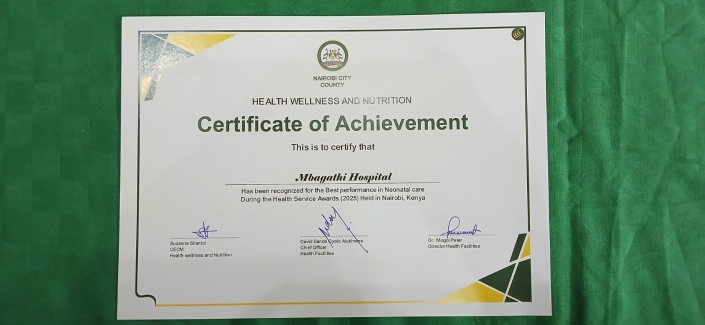 NAIROBI CITY
COUNTY
HEALTH WELLNESS AND NUTRITION
Certificate of Achievement
This is to certify that
Mbagathi Hospital
Has been recognized for the Best performance in Neonatal care
During the Health Service Awards (2025) Held in Nairobi, Kenya
Suzanne Silantoi
CECM
Health wellness and Nutrition
David Sande
Chief Officer
Health Facilities
Dr. Mogoi Peter
Director Health Facilities